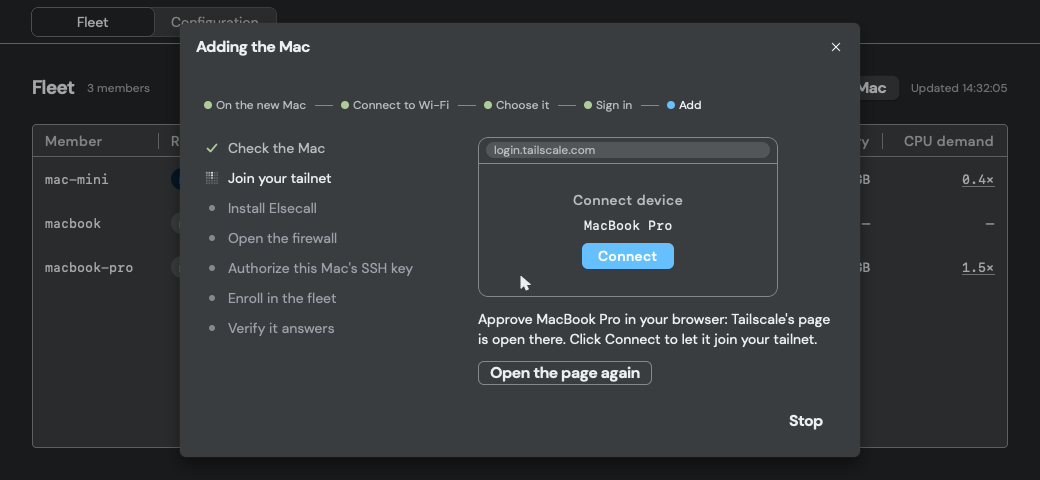 Fleet
Configuration
Adding the Mac
Fleet 3 members
Mac Updated 14:32:05
On the new Mac
Connect to Wi-Fi
Choose it
Sign in
Add
Member
CPU demand
Check the Mac
Join your tailnet
Install Elsecall
Open the firewall
Authorize this Mac's SSH key
Enroll in the fleet
Verify it answers
mac-mini
0.4×
macbook
—
macbook-pro
1.5×
login.tailscale.com
Connect device
MacBook Pro
Connect
Approve MacBook Pro in your browser: Tailscale's page
is open there. Click Connect to let it join your tailnet.
Open the page again
Stop